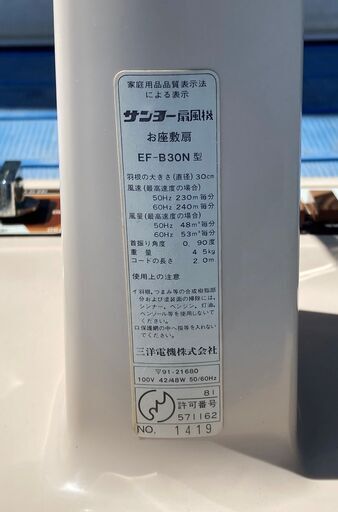 家庭用品品質表示法
による表示
サンヨー扇風機
お座敷扇
EF-B30N型
羽根の大きさ(直径)30cm
風速(最高速度の場合)
50Hz 230m毎分
60Hz 240m毎分
風量(最高速度の場合)
50Hz 48m³毎分
60Hz 53m³毎分
首振り角度 0.90度
重量 4.5kg
コードの長さ 2.0m
使用上の注意
イ羽根、つまみ等の合成樹脂部
分および塗装面の掃除には、
シンナー、ベンジン、灯油、
ベンゾール等を使用しないで
ください。
ロ保護網の中へ指等を入れない
でください。
三洋電機株式会社
〒91-21680
100V 42/48W 50/60Hz
81
許可番号
571162
NO. 1419